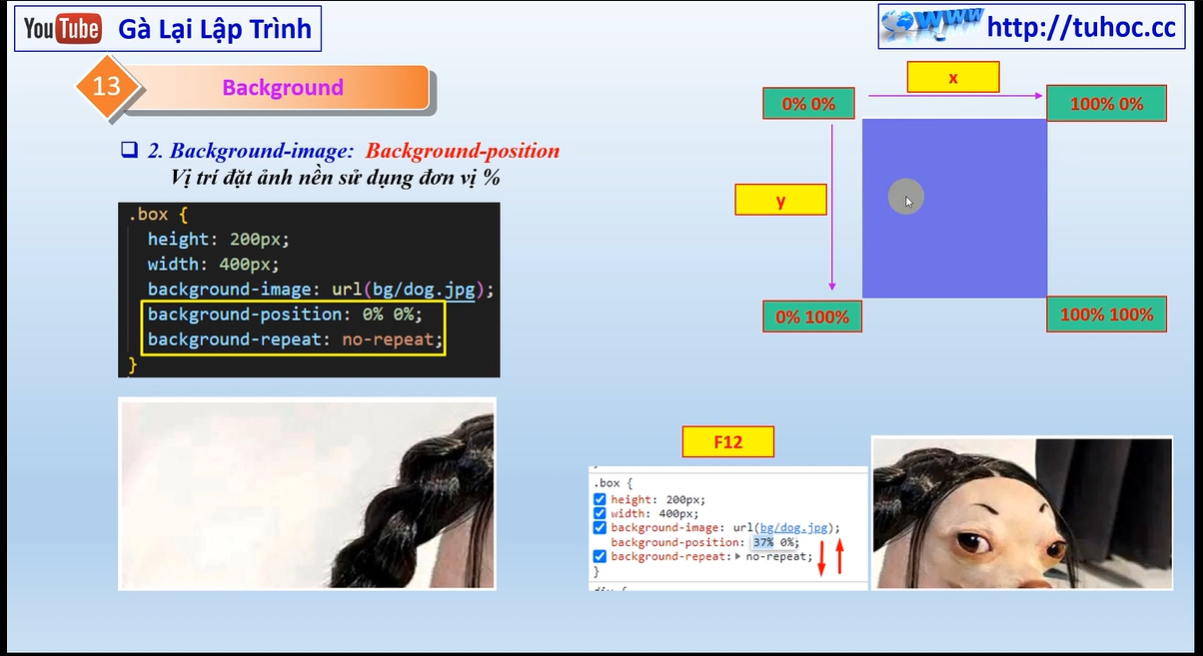 YouTube Gà Lại Lập Trình
www http://tuhoc.cc
13 Background
2. Background-image: Background-position
Vị trí đặt ảnh nền sử dụng đơn vị %
.box {
height: 200px;
width: 400px;
background-image: url(bg/dog.jpg);
background-position: 0% 0%;
background-repeat: no-repeat;
}
x
0% 0%
100% 0%
y
0% 100%
100% 100%
F12
.box {
height: 200px;
width: 400px;
background-image: url(bg/dog.jpg);
background-position: 37% 0%;
background-repeat: no-repeat;
}